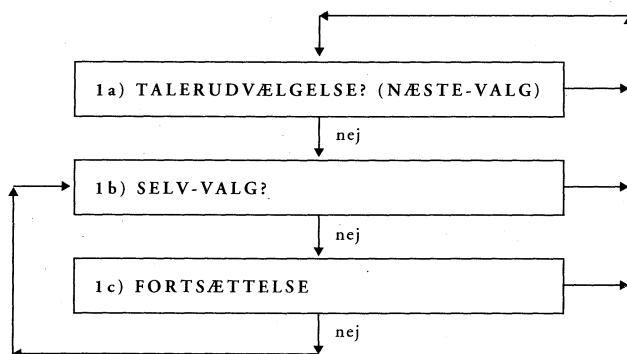 1a) TALERUDVÆLGELSE? (NÆSTE-VALG)
nej
1b) SELV-VALG?
nej
1c) FORTSÆTTELSE
nej